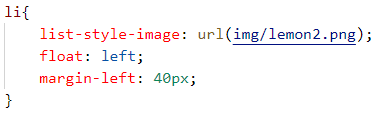 li{
    list-style-image: url(img/lemon2.png);
    float: left;
    margin-left: 40px;
}